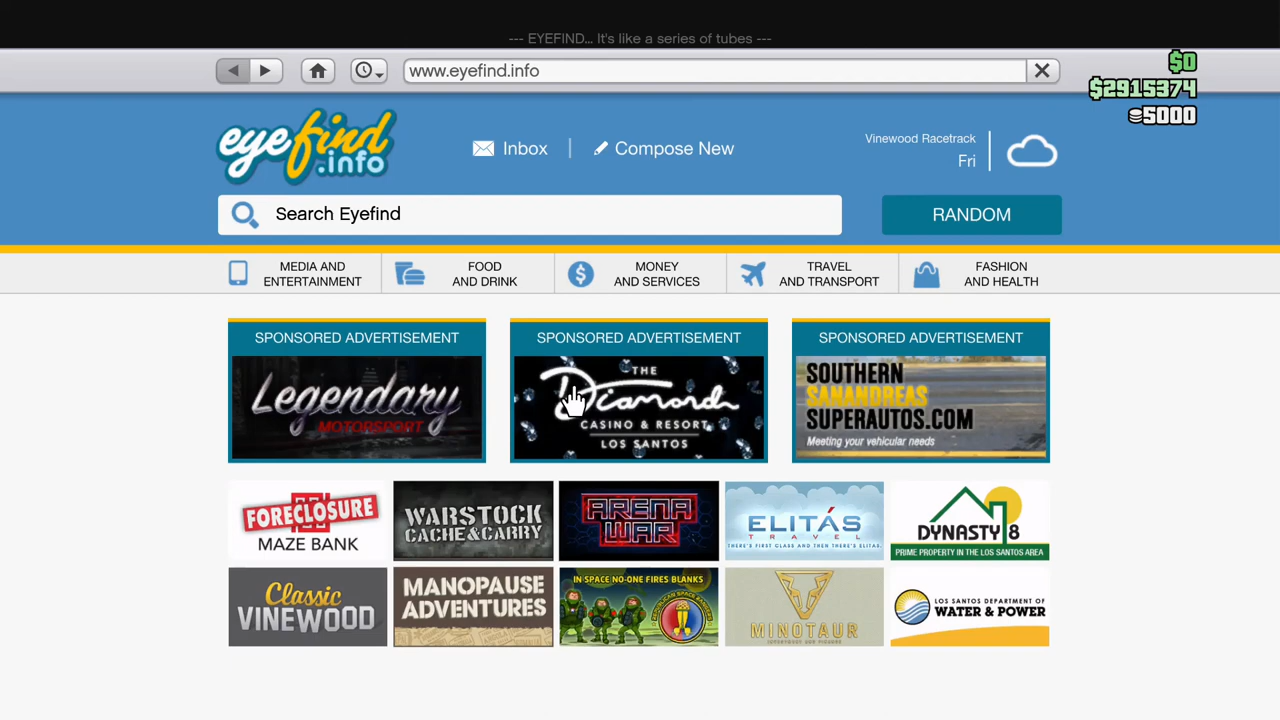 --- EYEFIND... It's like a series of tubes ---
www.eyefind.info
$0
$2915374
5000
eyefind
.info
Inbox
Compose New
Vinewood Racetrack
Fri
Search Eyefind
RANDOM
MEDIA AND
ENTERTAINMENT
FOOD
AND DRINK
MONEY
AND SERVICES
TRAVEL
AND TRANSPORT
FASHION
AND HEALTH
SPONSORED ADVERTISEMENT
Legendary
MOTORSPORT
SPONSORED ADVERTISEMENT
THE
Diamond
CASINO & RESORT
LOS SANTOS
SPONSORED ADVERTISEMENT
SOUTHERN
SANANDREAS
SUPERAUTOS.COM
Meeting your vehicular needs
FORECLOSURE
MAZE BANK
WARSTOCK
CACHE & CARRY
ARENA
WAR
ELITÁS
TRAVEL
THERE'S FIRST CLASS AND THEN THERE'S ELITAS.
DYNASTY 8
PRIME PROPERTY IN THE LOS SANTOS AREA
Classic
VINEWOOD
MANOPAUSE
ADVENTURES
IN SPACE NO-ONE FIRES BLANKS
MINOTAUR
LOS SANTOS DEPARTMENT OF
WATER & POWER